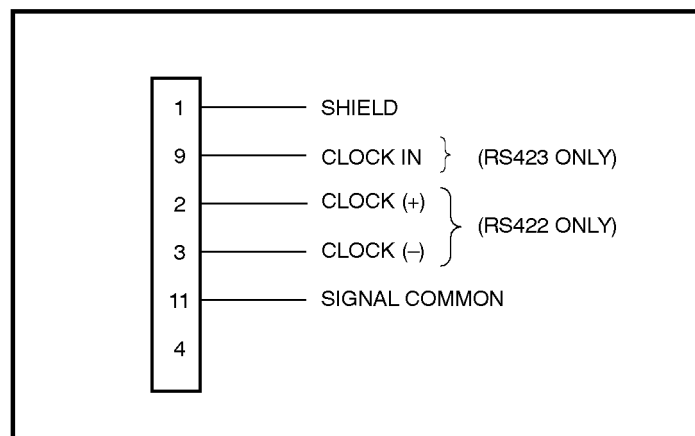 1 SHIELD
9 CLOCK IN } (RS423 ONLY)
2 CLOCK (+)
} (RS422 ONLY)
3 CLOCK (–)
11 SIGNAL COMMON
4